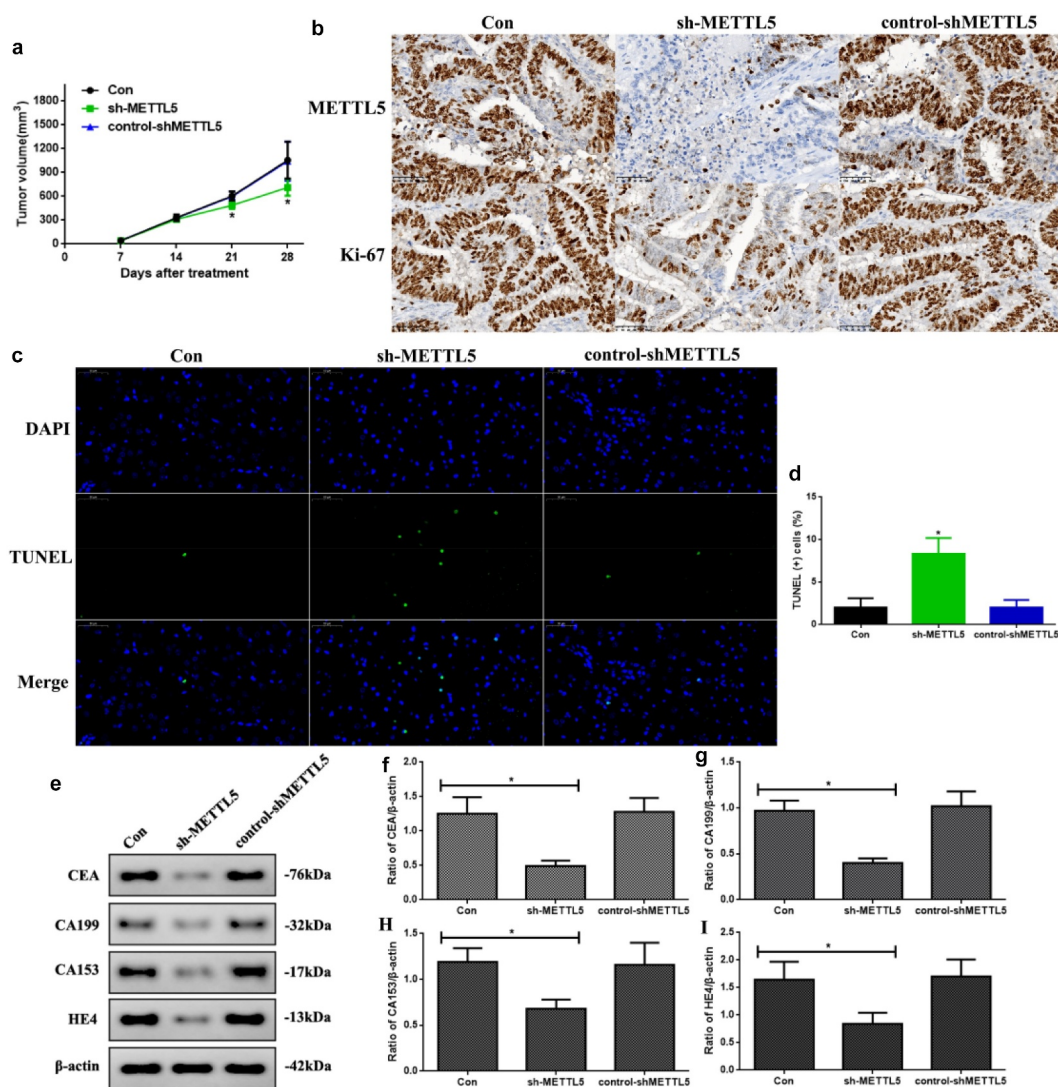 a
Con
sh-METTL5
control-shMETTL5
Tumor volume(mm³)
1800
1500
1200
900
600
300
0
*
*
0 7 14 21 28
Days after treatment
b
Con sh-METTL5 control-shMETTL5
METTL5
Ki-67
c
Con sh-METTL5 control-shMETTL5
DAPI
TUNEL
Merge
d
TUNEL (+) cells (%)
15
10
5
0
*
Con sh-METTL5 control-shMETTL5
e
Con sh-METTL5 control-shMETTL5
CEA -76kDa
CA199 -32kDa
CA153 -17kDa
HE4 -13kDa
β-actin -42kDa
f
Ratio of CEA/β-actin
2.0
1.5
1.0
0.5
0.0
*
Con sh-METTL5 control-shMETTL5
g
Ratio of CA199/β-actin
1.5
1.0
0.5
0.0
*
Con sh-METTL5 control-shMETTL5
H
Ratio of CA153/β-actin
1.5
1.0
0.5
0.0
*
Con sh-METTL5 control-shMETTL5
I
Ratio of HE4/β-actin
2.5
2.0
1.5
1.0
0.5
0.0
*
Con sh-METTL5 control-shMETTL5